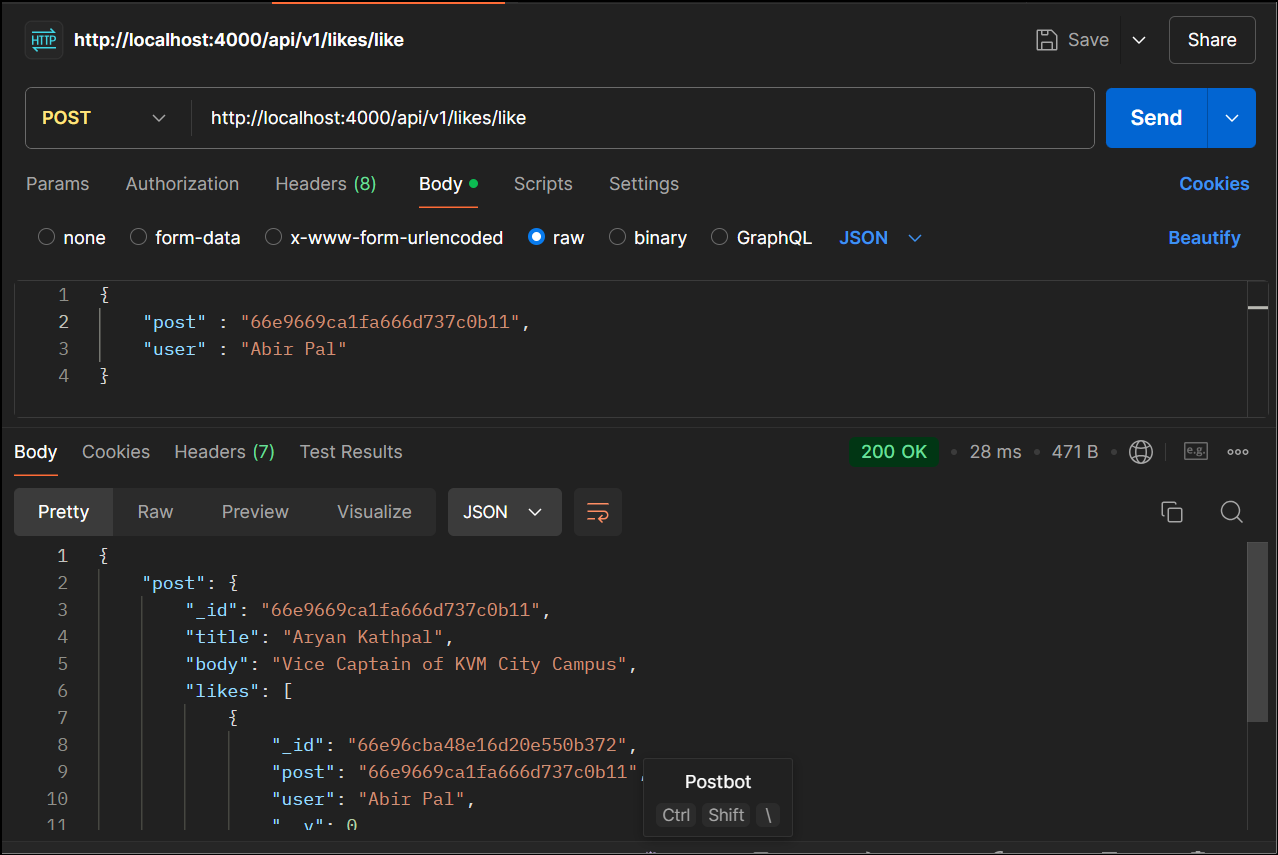 HTTP http://localhost:4000/api/v1/likes/like Save Share
POST http://localhost:4000/api/v1/likes/like Send
Params Authorization Headers (8) Body Scripts Settings Cookies
none form-data x-www-form-urlencoded raw binary GraphQL JSON Beautify
1 {
2 "post" : "66e9669ca1fa666d737c0b11",
3 "user" : "Abir Pal"
4 }
Body Cookies Headers (7) Test Results 200 OK 28 ms 471 B e.g.
Pretty Raw Preview Visualize JSON
1 {
2 "post": {
3 "_id": "66e9669ca1fa666d737c0b11",
4 "title": "Aryan Kathpal",
5 "body": "Vice Captain of KVM City Campus",
6 "likes": [
7 {
8 "_id": "66e96cba48e16d20e550b372",
9 "post": "66e9669ca1fa666d737c0b11",
10 "user": "Abir Pal",
11 "__v": 0
Postbot
Ctrl Shift \